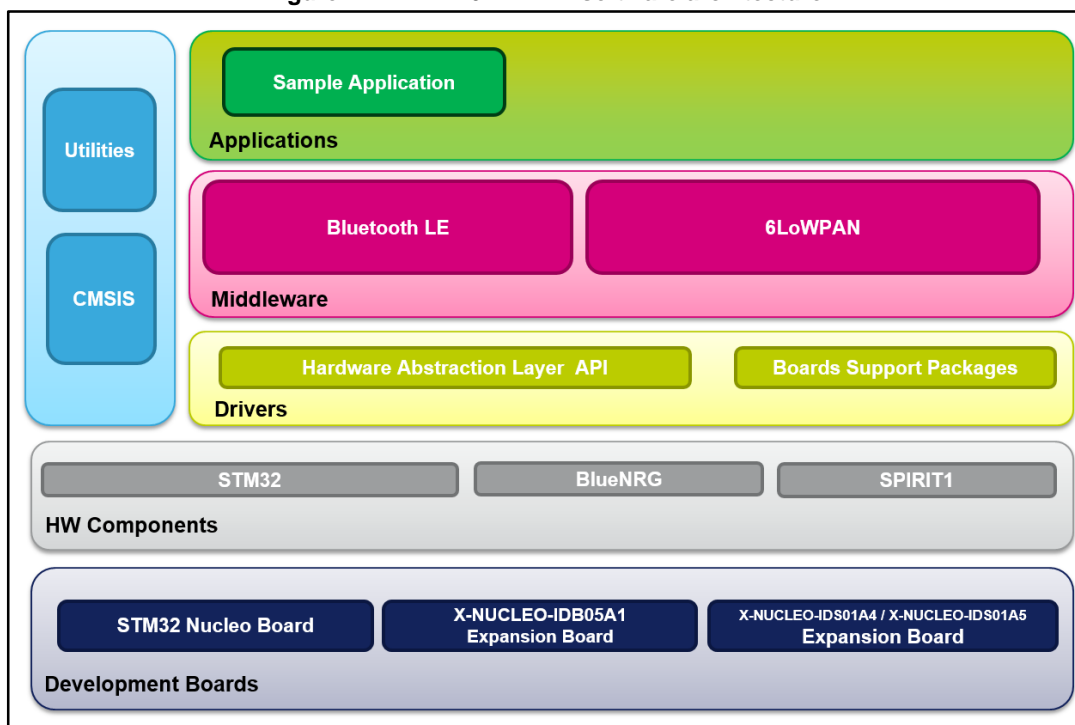 Utilities
CMSIS
Sample Application
Applications
Bluetooth LE
6LoWPAN
Middleware
Hardware Abstraction Layer  API
Boards Support Packages
Drivers
STM32
BlueNRG
SPIRIT1
HW Components
STM32 Nucleo Board
X-NUCLEO-IDB05A1
Expansion Board
X-NUCLEO-IDS01A4 / X-NUCLEO-IDS01A5
Expansion Board
Development Boards